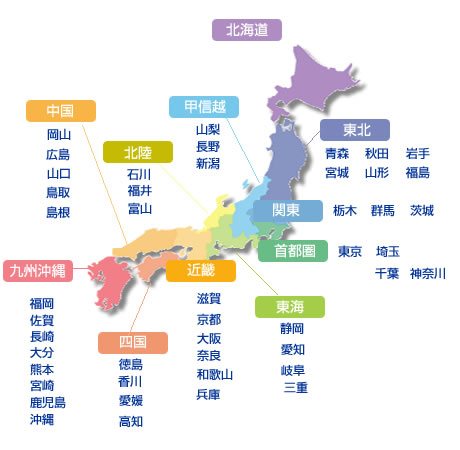 北海道
中国
岡山
広島
山口
鳥取
島根
甲信越
山梨
長野
新潟
北陸
石川
福井
富山
東北
青森 秋田 岩手
宮城 山形 福島
関東 栃木 群馬 茨城
首都圏 東京 埼玉
千葉 神奈川
九州沖縄
福岡
佐賀
長崎
大分
熊本
宮崎
鹿児島
沖縄
四国
徳島
香川
愛媛
高知
近畿
滋賀
京都
大阪
奈良
和歌山
兵庫
東海
静岡
愛知
岐阜
三重